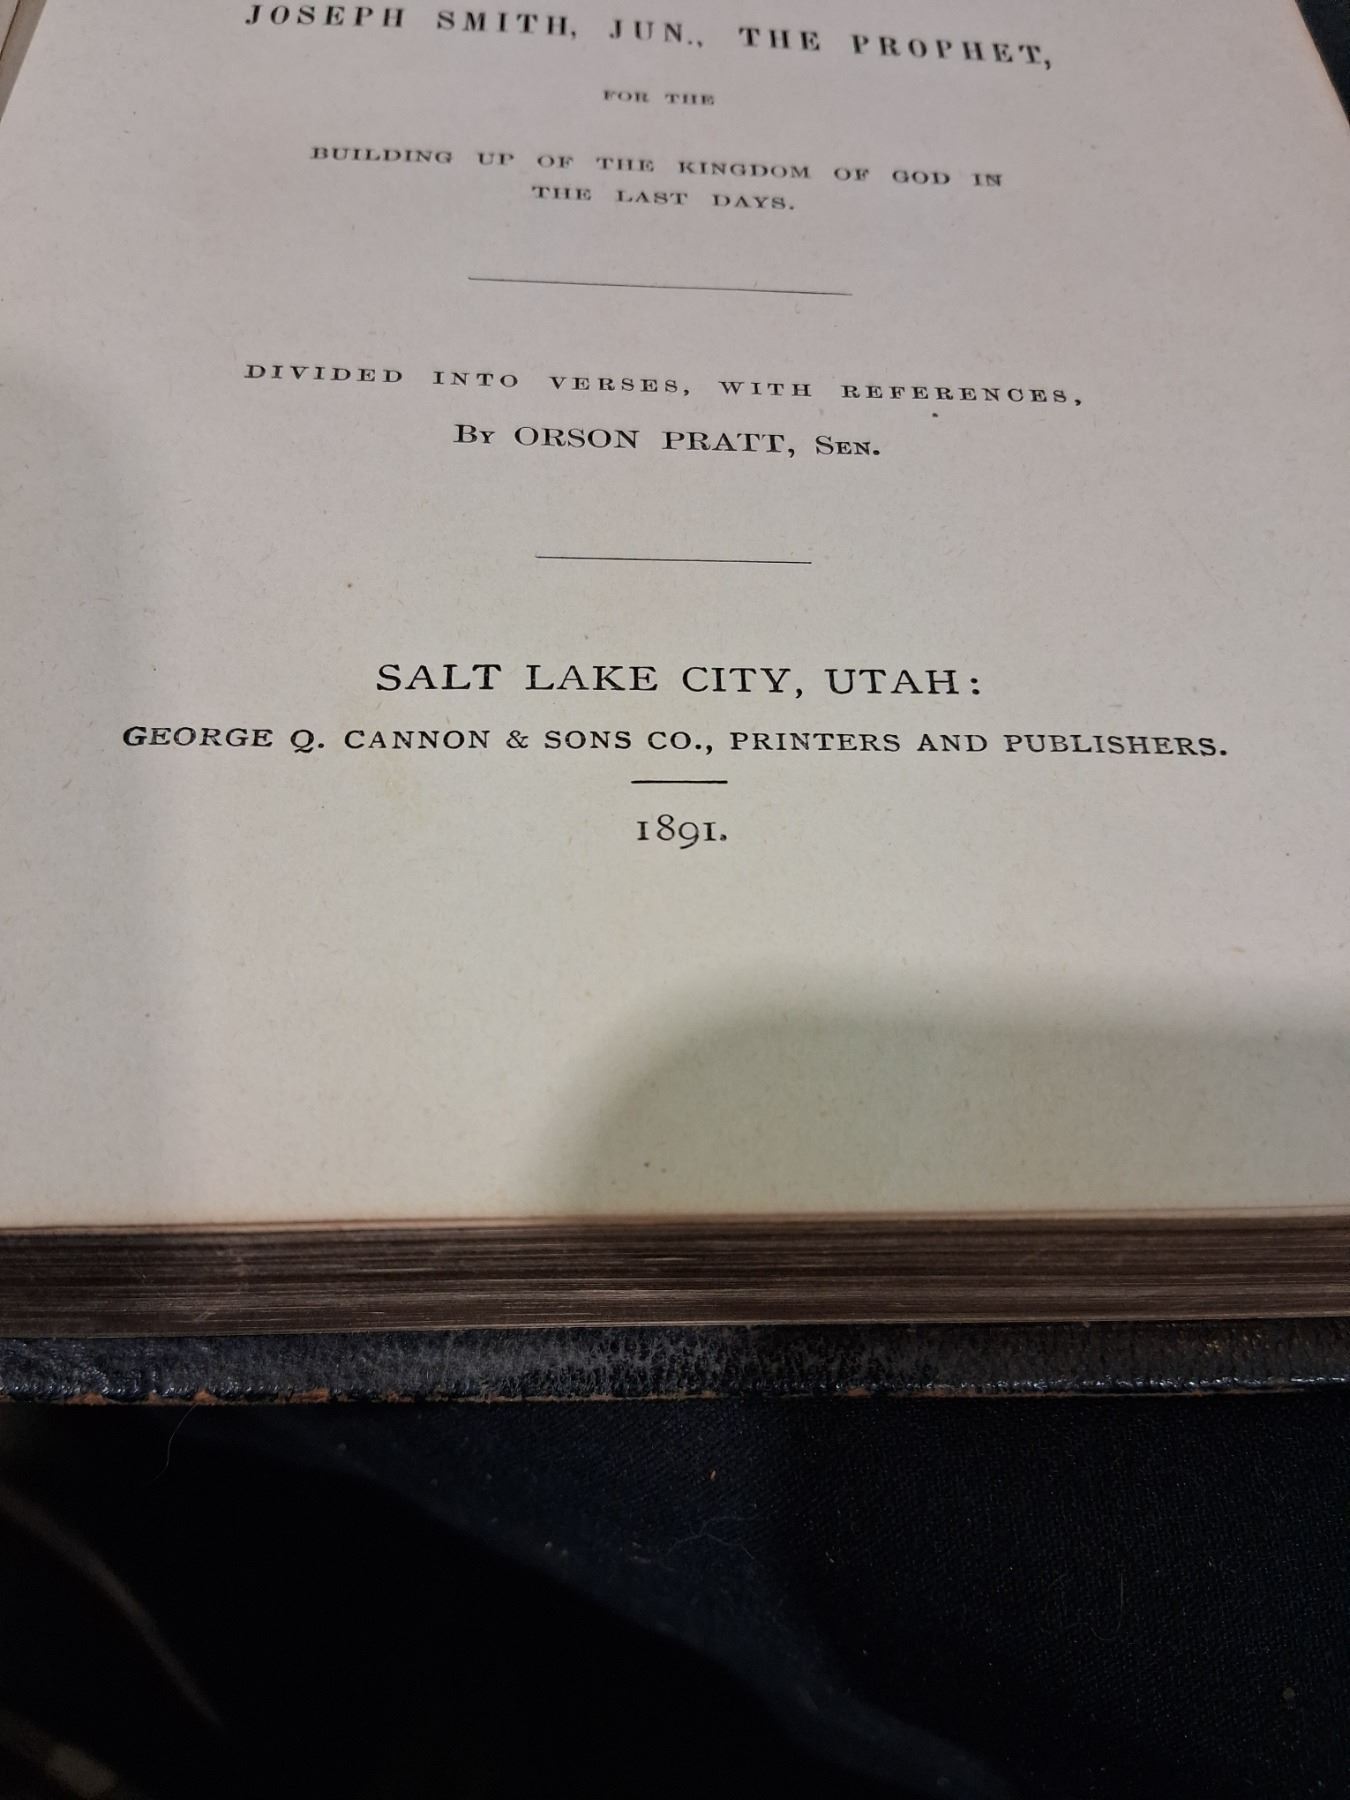 JOSEPH SMITH, JUN., THE PROPHET,
FOR THE
BUILDING UP OF THE KINGDOM OF GOD IN
THE LAST DAYS.
DIVIDED INTO VERSES, WITH REFERENCES,
By ORSON PRATT, Sen.
SALT LAKE CITY, UTAH:
GEORGE Q. CANNON & SONS CO., PRINTERS AND PUBLISHERS.
1891.